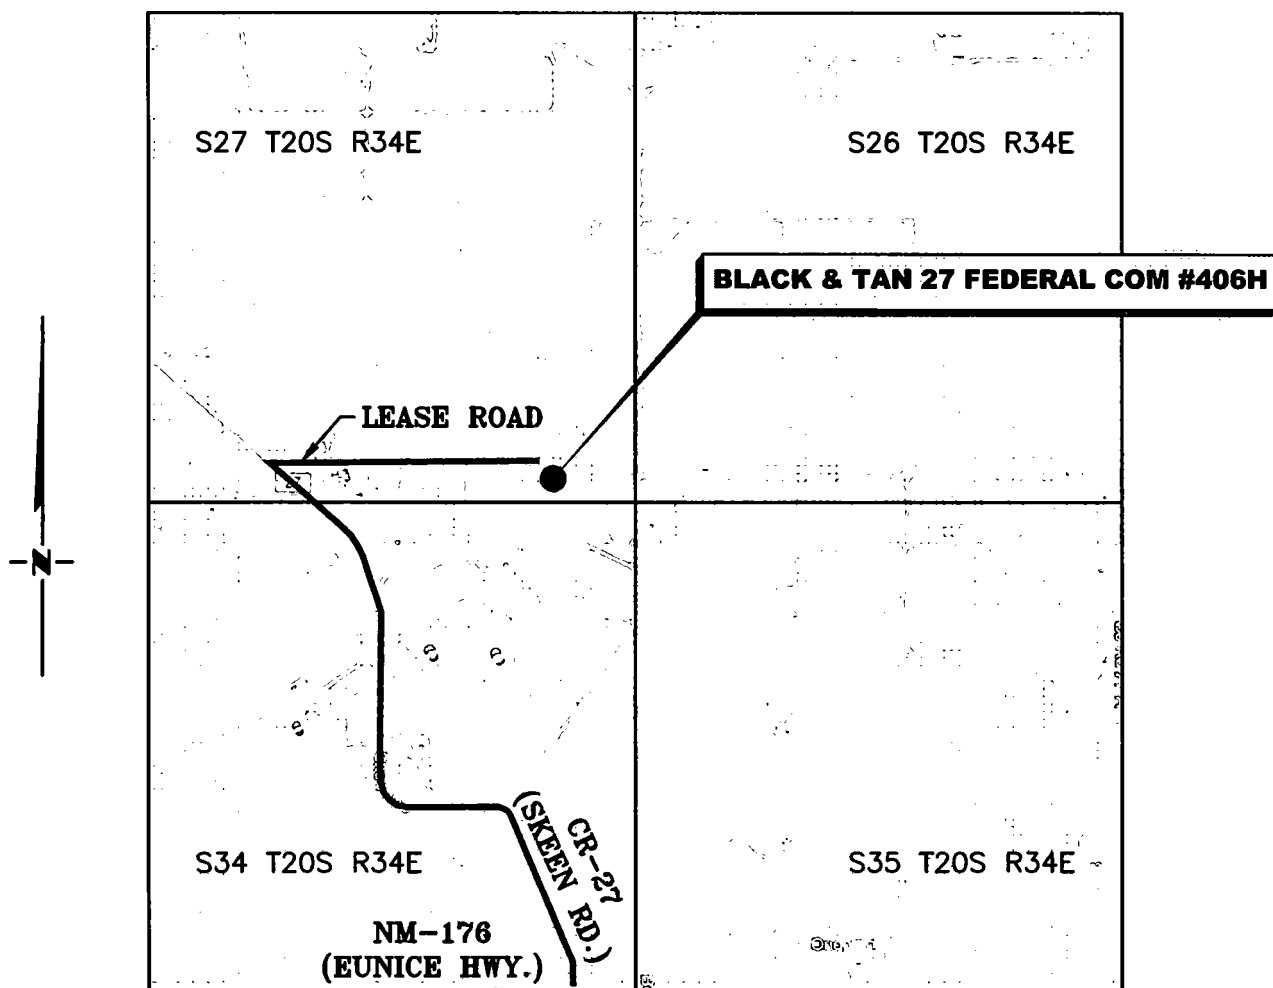 S27 T20S R34E
S26 T20S R34E
BLACK & TAN 27 FEDERAL COM #406H
LEASE ROAD
27
N
CR-27
(SKEEN RD.)
S34 T20S R34E
S35 T20S R34E
NM-176
(EUNICE HWY.)